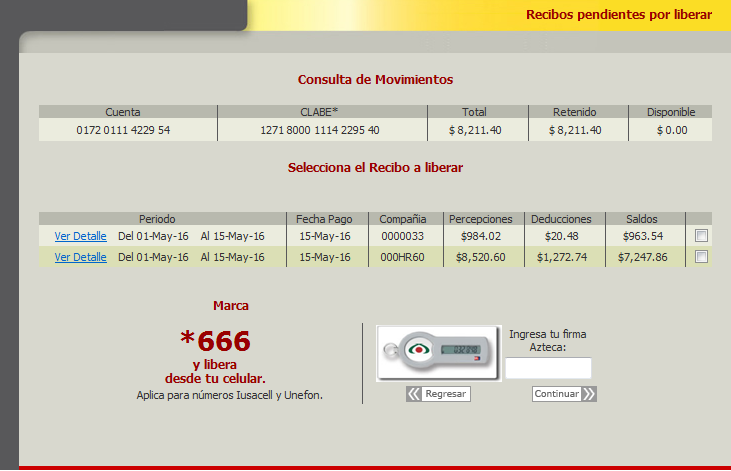 Recibos pendientes por liberar
Consulta de Movimientos
Cuenta CLABE* Total Retenido Disponible
0172 0111 4229 54 1271 8000 1114 2295 40 $ 8,211.40 $ 8,211.40 $ 0.00
Selecciona el Recibo a liberar
Periodo Fecha Pago Compañia Percepciones Deducciones Saldos
Ver Detalle Del 01-May-16 Al 15-May-16 15-May-16 0000033 $984.02 $20.48 $963.54
Ver Detalle Del 01-May-16 Al 15-May-16 15-May-16 000HR60 $8,520.60 $1,272.74 $7,247.86
Marca
*666
y libera
desde tu celular.
Aplica para números Iusacell y Unefon.
Ingresa tu firma
Azteca:
Regresar Continuar